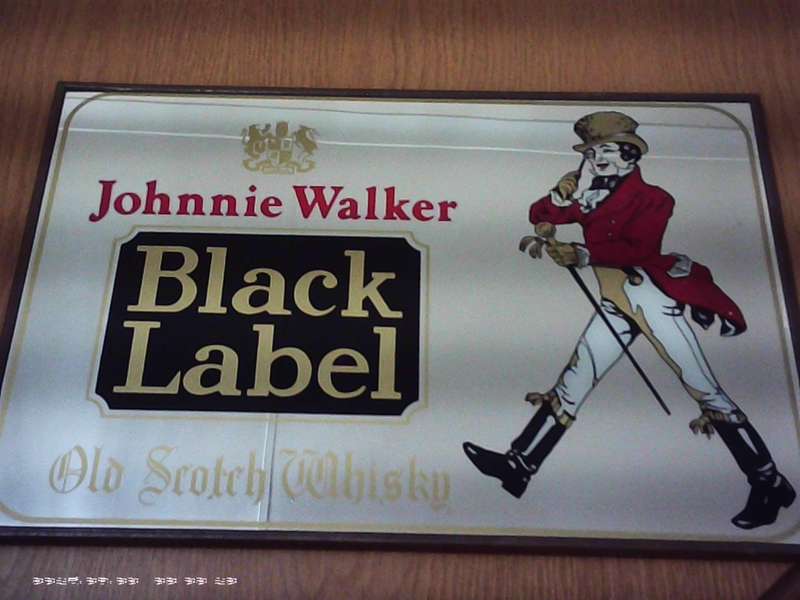 Johnnie Walker
Black
Label
Old Scotch Whisky